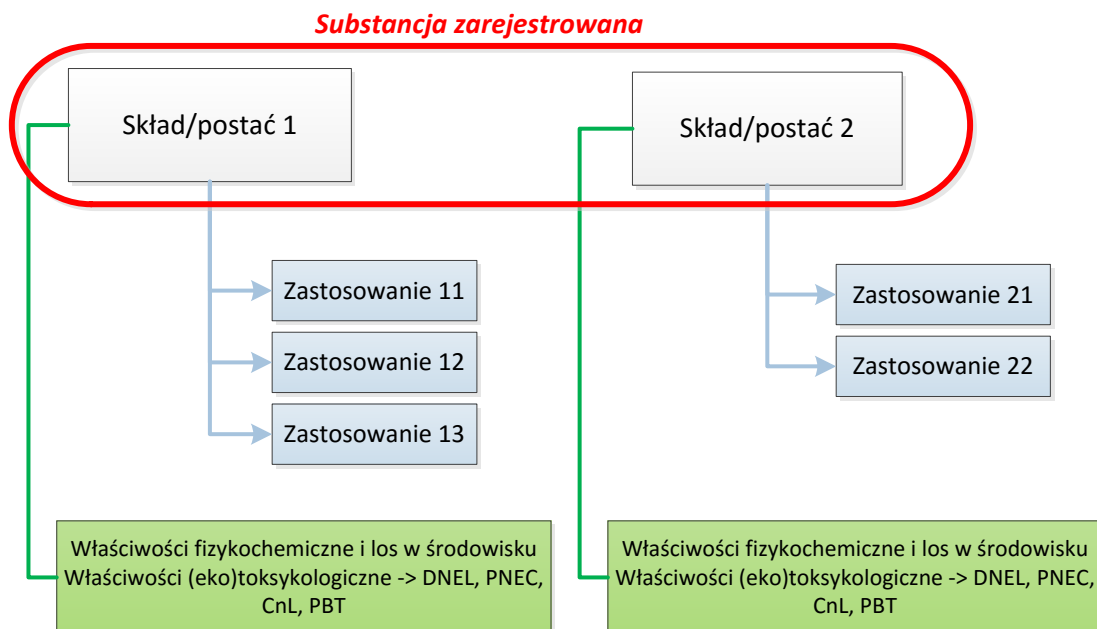 Substancja zarejestrowana
Skład/postać 1
Skład/postać 2
Zastosowanie 11
Zastosowanie 12
Zastosowanie 13
Zastosowanie 21
Zastosowanie 22
Właściwości fizykochemiczne i los w środowisku
Właściwości (eko)toksykologiczne -> DNEL, PNEC,
CnL, PBT
Właściwości fizykochemiczne i los w środowisku
Właściwości (eko)toksykologiczne -> DNEL, PNEC,
CnL, PBT